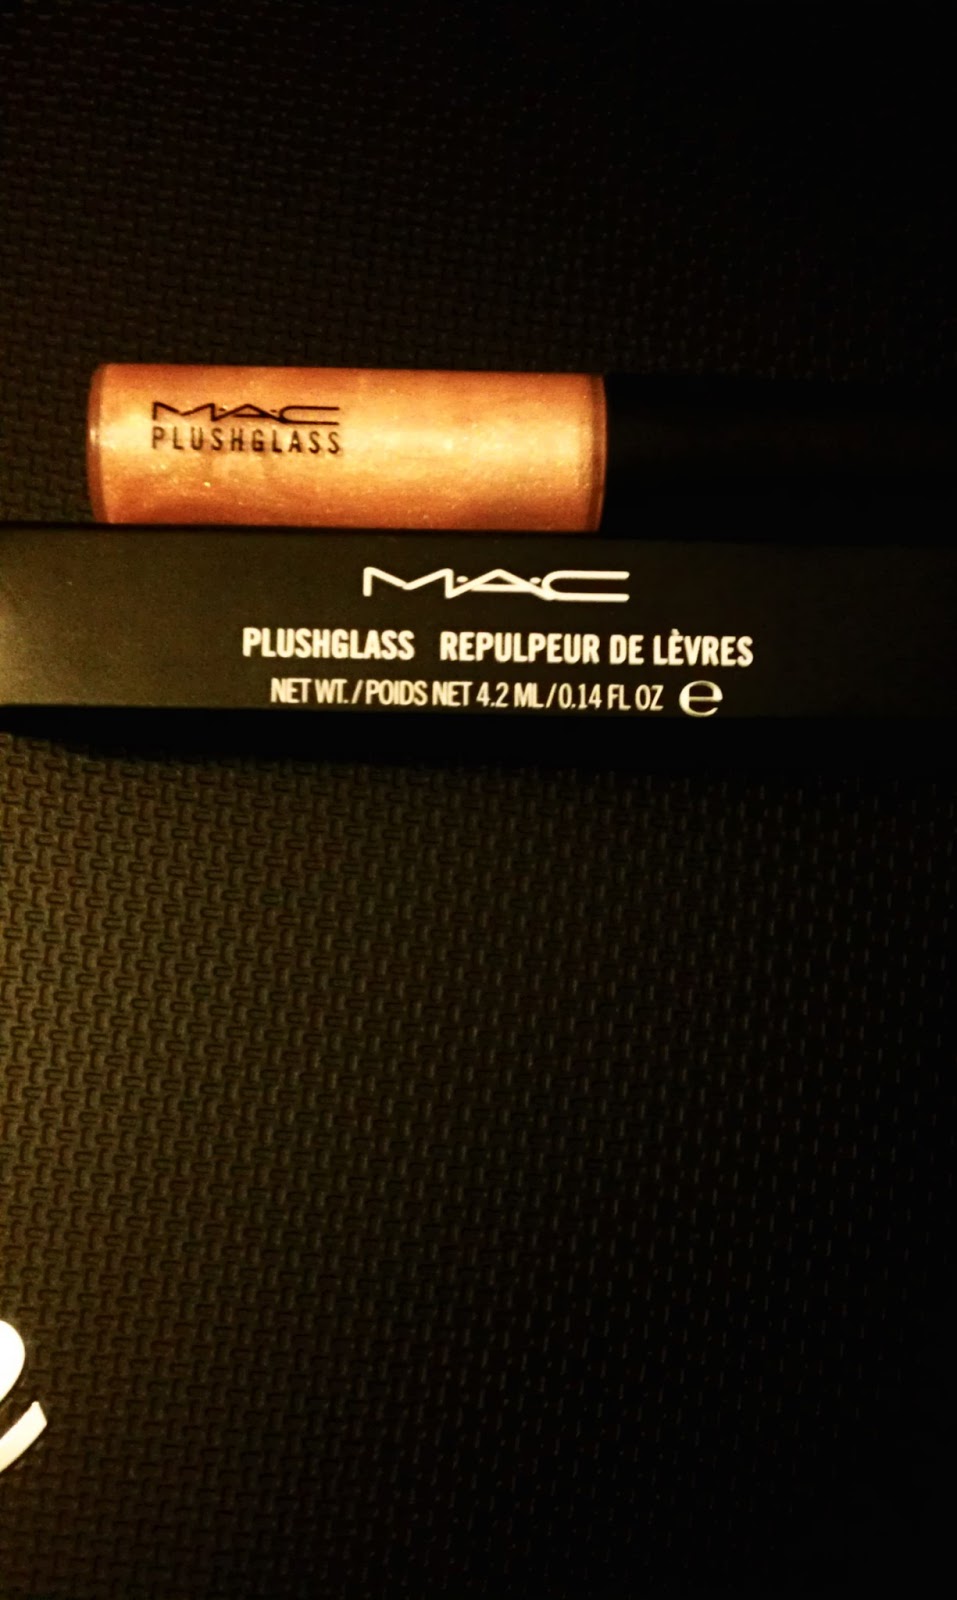 M·A·C
PLUSHGLASS
M·A·C
PLUSHGLASS REPULPEUR DE LÈVRES
NET WT./POIDS NET 4.2 ML/0.14 FL OZ ℮